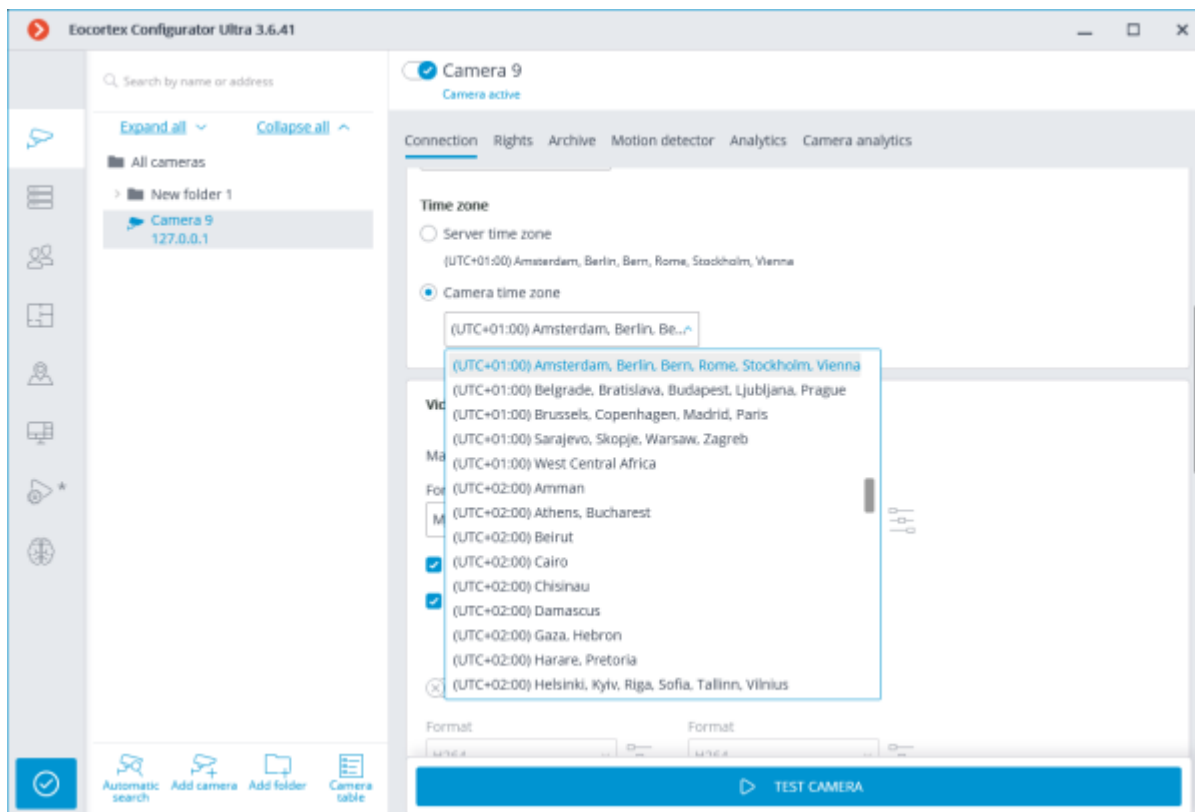 Eocortex Configurator Ultra 3.6.41
Search by name or address
Expand all
Collapse all
All cameras
New folder 1
Camera 9
127.0.0.1
Automatic search
Add camera
Add folder
Camera table
Camera 9
Camera active
Connection Rights Archive Motion detector Analytics Camera analytics
Time zone
Server time zone
(UTC+01:00) Amsterdam, Berlin, Bern, Rome, Stockholm, Vienna
Camera time zone
(UTC+01:00) Amsterdam, Berlin, Be...
(UTC+01:00) Amsterdam, Berlin, Bern, Rome, Stockholm, Vienna
(UTC+01:00) Belgrade, Bratislava, Budapest, Ljubljana, Prague
(UTC+01:00) Brussels, Copenhagen, Madrid, Paris
(UTC+01:00) Sarajevo, Skopje, Warsaw, Zagreb
(UTC+01:00) West Central Africa
(UTC+02:00) Amman
(UTC+02:00) Athens, Bucharest
(UTC+02:00) Beirut
(UTC+02:00) Cairo
(UTC+02:00) Chisinau
(UTC+02:00) Damascus
(UTC+02:00) Gaza, Hebron
(UTC+02:00) Harare, Pretoria
(UTC+02:00) Helsinki, Kyiv, Riga, Sofia, Tallinn, Vilnius
Format Format
H264 H264
TEST CAMERA